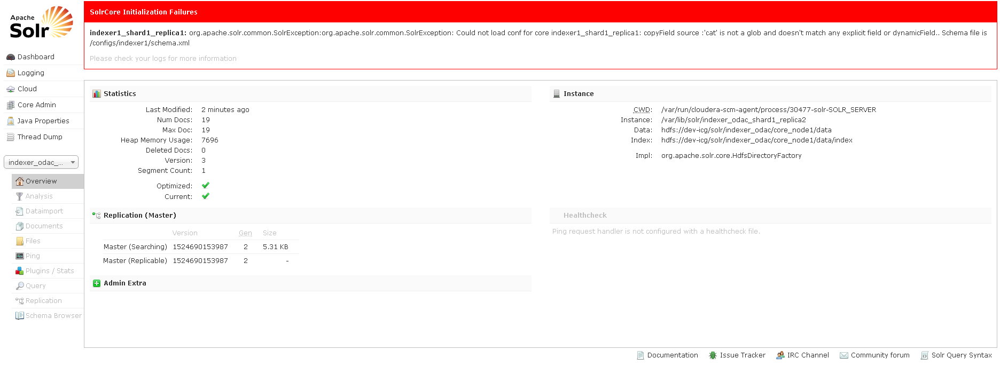 Apache
Solr
Dashboard
Logging
Cloud
Core Admin
Java Properties
Thread Dump
indexer_odac_...
Overview
Analysis
Dataimport
Documents
Files
Ping
Plugins / Stats
Query
Replication
Schema Browser
SolrCore Initialization Failures
indexer1_shard1_replica1: org.apache.solr.common.SolrException:org.apache.solr.common.SolrException: Could not load conf for core indexer1_shard1_replica1: copyField source :'cat' is not a glob and doesn't match any explicit field or dynamicField.. Schema file is
/configs/indexer1/schema.xml
Please check your logs for more information
Statistics
Last Modified: 2 minutes ago
Num Docs: 19
Max Doc: 19
Heap Memory Usage: 7696
Deleted Docs: 0
Version: 3
Segment Count: 1
Optimized:
Current:
Instance
CWD: /var/run/cloudera-scm-agent/process/30477-solr-SOLR_SERVER
Instance: /var/lib/solr/indexer_odac_shard1_replica2
Data: hdfs://dev-icg/solr/indexer_odac/core_node1/data
Index: hdfs://dev-icg/solr/indexer_odac/core_node1/data/index
Impl: org.apache.solr.core.HdfsDirectoryFactory
Replication (Master)
Version Gen Size
Master (Searching) 1524690153987 2 5.31 KB
Master (Replicable) 1524690153987 2 -
Healthcheck
Ping request handler is not configured with a healthcheck file.
Admin Extra
Documentation Issue Tracker IRC Channel Community forum Solr Query Syntax